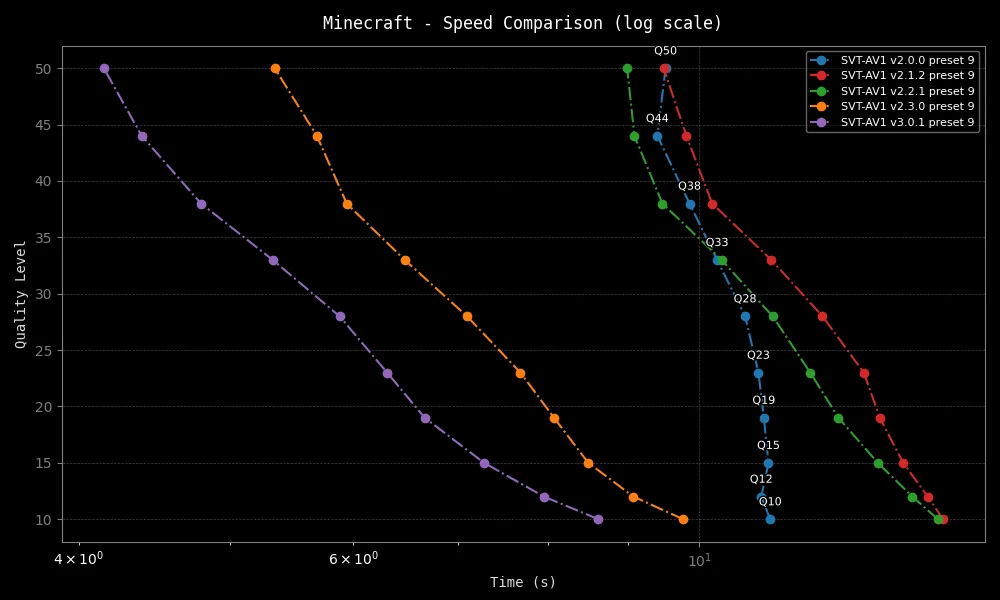 Minecraft - Speed Comparison (log scale)
SVT-AV1 v2.0.0 preset 9
SVT-AV1 v2.1.2 preset 9
SVT-AV1 v2.2.1 preset 9
SVT-AV1 v2.3.0 preset 9
SVT-AV1 v3.0.1 preset 9
Quality Level
50
45
40
35
30
25
20
15
10
Q50
Q44
Q38
Q33
Q28
Q23
Q19
Q15
Q12
Q10
4 × 10⁰
6 × 10⁰
10¹
Time (s)